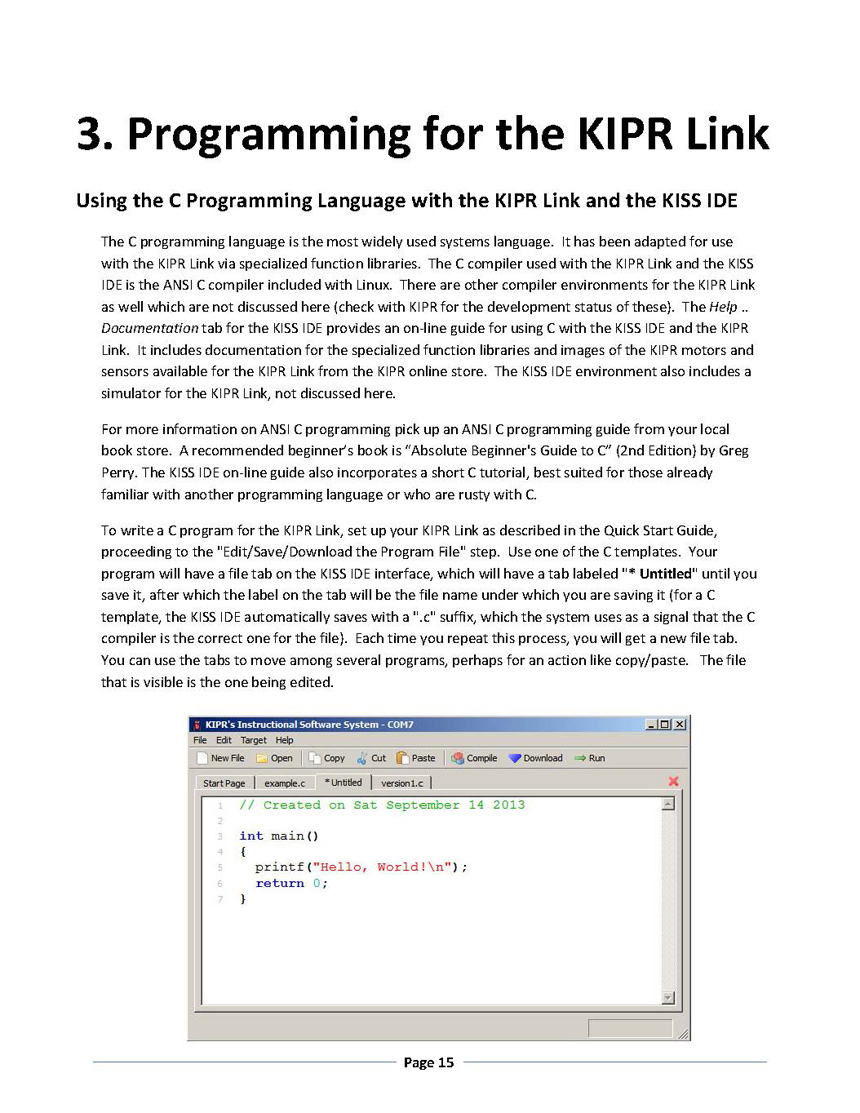 3. Programming for the KIPR Link
Using the C Programming Language with the KIPR Link and the KISS IDE
The C programming language is the most widely used systems language.  It has been adapted for use
with the KIPR Link via specialized function libraries.  The C compiler used with the KIPR Link and the KISS
IDE is the ANSI C compiler included with Linux.  There are other compiler environments for the KIPR Link
as well which are not discussed here (check with KIPR for the development status of these).  The Help ..
Documentation tab for the KISS IDE provides an on-line guide for using C with the KISS IDE and the KIPR
Link.  It includes documentation for the specialized function libraries and images of the KIPR motors and
sensors available for the KIPR Link from the KIPR online store.  The KISS IDE environment also includes a
simulator for the KIPR Link, not discussed here.
For more information on ANSI C programming pick up an ANSI C programming guide from your local
book store.  A recommended beginner’s book is “Absolute Beginner's Guide to C” (2nd Edition) by Greg
Perry. The KISS IDE on-line guide also incorporates a short C tutorial, best suited for those already
familiar with another programming language or who are rusty with C.
To write a C program for the KIPR Link, set up your KIPR Link as described in the Quick Start Guide,
proceeding to the "Edit/Save/Download the Program File" step.  Use one of the C templates.  Your
program will have a file tab on the KISS IDE interface, which will have a tab labeled "* Untitled" until you
save it, after which the label on the tab will be the file name under which you are saving it (for a C
template, the KISS IDE automatically saves with a ".c" suffix, which the system uses as a signal that the C
compiler is the correct one for the file).  Each time you repeat this process, you will get a new file tab.
You can use the tabs to move among several programs, perhaps for an action like copy/paste.   The file
that is visible is the one being edited.
KIPR's Instructional Software System - COM7
File Edit Target Help
New File Open Copy Cut Paste Compile Download Run
Start Page example.c * Untitled version1.c
1 // Created on Sat September 14 2013
2
3 int main()
4 {
5 printf("Hello, World!\n");
6 return 0;
7 }
Page 15